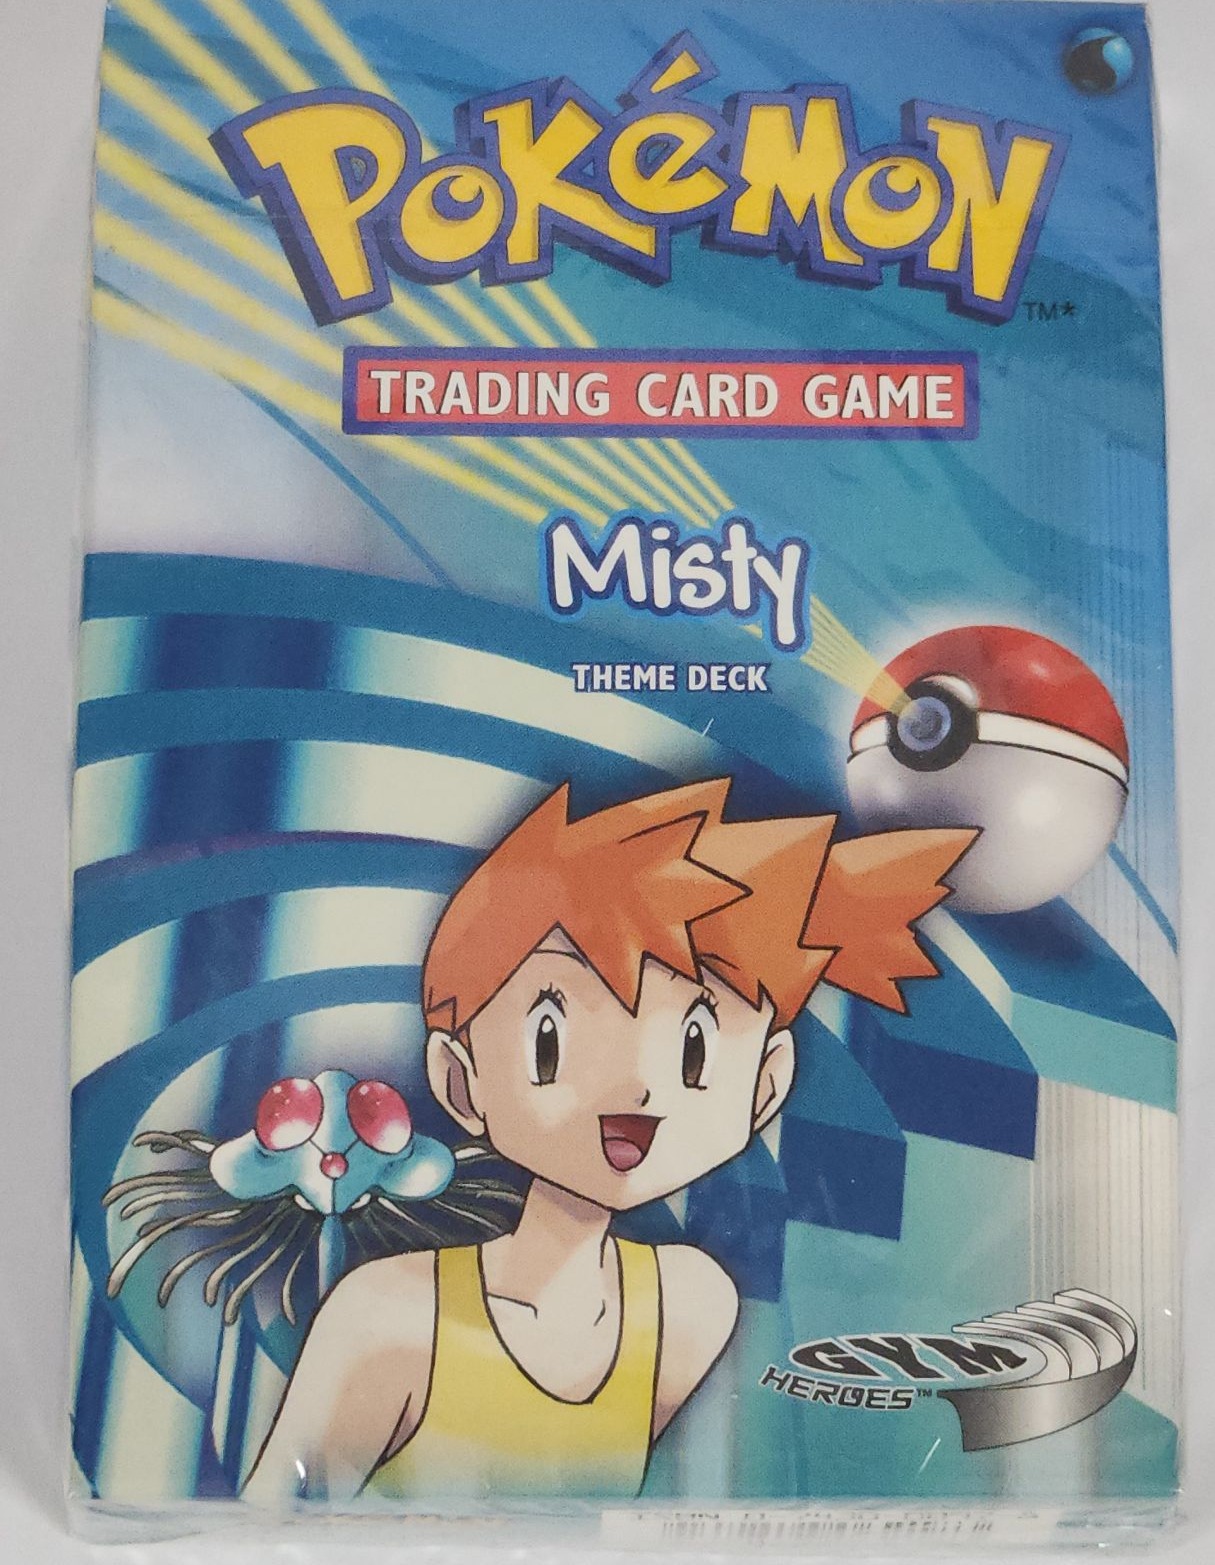 POKéMON
TM*
TRADING CARD GAME
Misty
THEME DECK
GYM
HEROES™